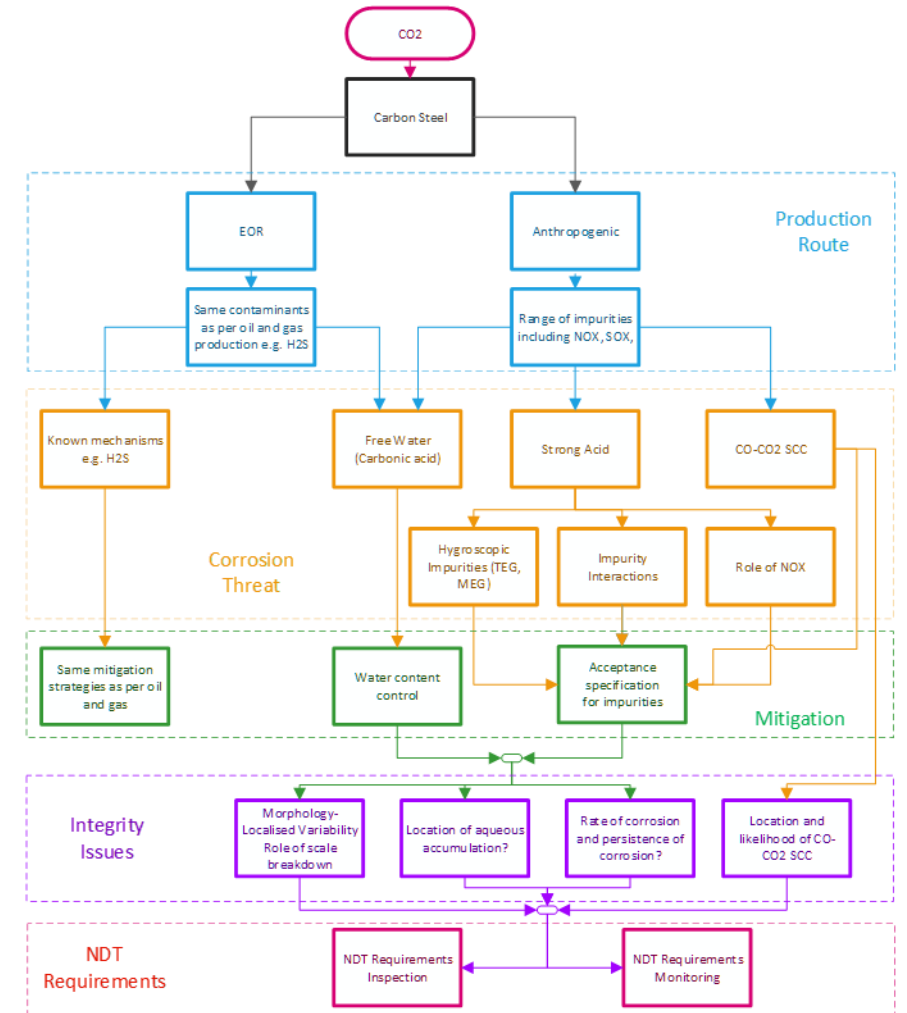 CO2
Carbon Steel
EOR
Anthropogenic
Production
Route
Same contaminants
as per oil and gas
production e.g. H2S
Range of impurities
including NOX, SOX,
Known mechanisms
e.g. H2S
Free Water
(Carbonic acid)
Strong Acid
CO-CO2 SCC
Corrosion
Threat
Hygroscopic
Impurities (TEG,
MEG)
Impurity
Interactions
Role of NOX
Same mitigation
strategies as per oil
and gas
Water content
control
Acceptance
specification
for impurities
Mitigation
Integrity
Issues
Morphology-
Localised Variability
Role of scale
breakdown
Location of aqueous
accumulation?
Rate of corrosion
and persistence of
corrosion?
Location and
likelihood of CO-
CO2 SCC
NDT
Requirements
NDT Requirements
Inspection
NDT Requirements
Monitoring